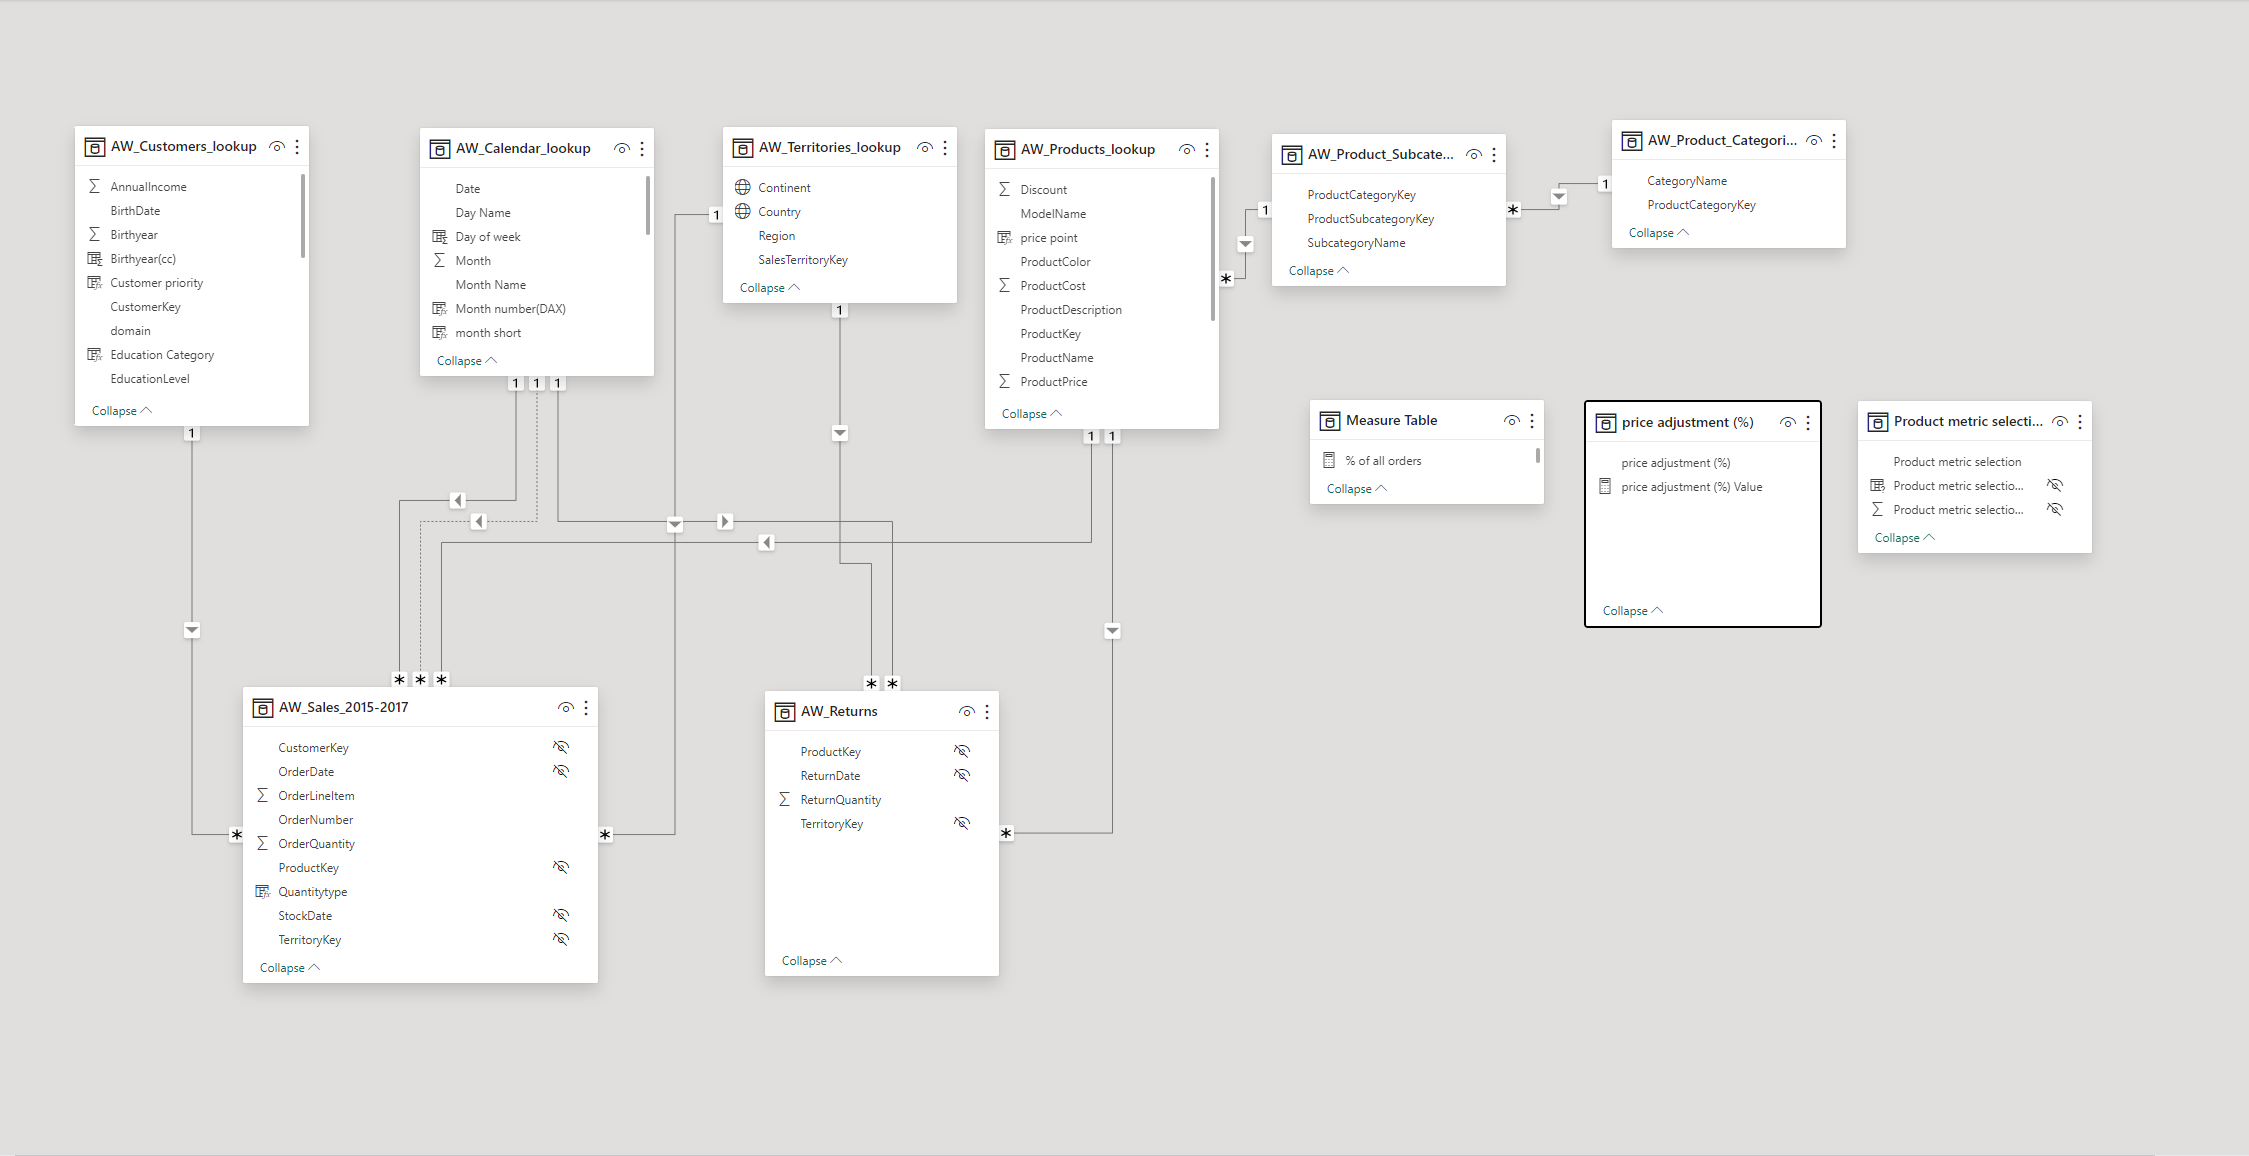 AW_Customers_lookup
AnnualIncome
BirthDate
Birthyear
Birthyear(cc)
Customer priority
CustomerKey
domain
Education Category
EducationLevel
Collapse
1
AW_Calendar_lookup
Date
Day Name
Day of week
Month
Month Name
Month number(DAX)
month short
Collapse
1 1 1
AW_Territories_lookup
Continent
Country
Region
SalesTerritoryKey
Collapse
1
1
AW_Products_lookup
Discount
ModelName
price point
ProductColor
ProductCost
ProductDescription
ProductKey
ProductName
ProductPrice
Collapse
1 1
*
1
AW_Product_Subcate...
ProductCategoryKey
ProductSubcategoryKey
SubcategoryName
Collapse
*
1
AW_Product_Categori...
CategoryName
ProductCategoryKey
Collapse
Measure Table
% of all orders
Collapse
price adjustment (%)
price adjustment (%)
price adjustment (%) Value
Collapse
Product metric selecti...
Product metric selection
Product metric selectio...
Product metric selectio...
Collapse
* * *
AW_Sales_2015-2017
CustomerKey
OrderDate
OrderLineItem
OrderNumber
OrderQuantity
ProductKey
Quantitytype
StockDate
TerritoryKey
Collapse
*
*
* *
AW_Returns
ProductKey
ReturnDate
ReturnQuantity
TerritoryKey
Collapse
*